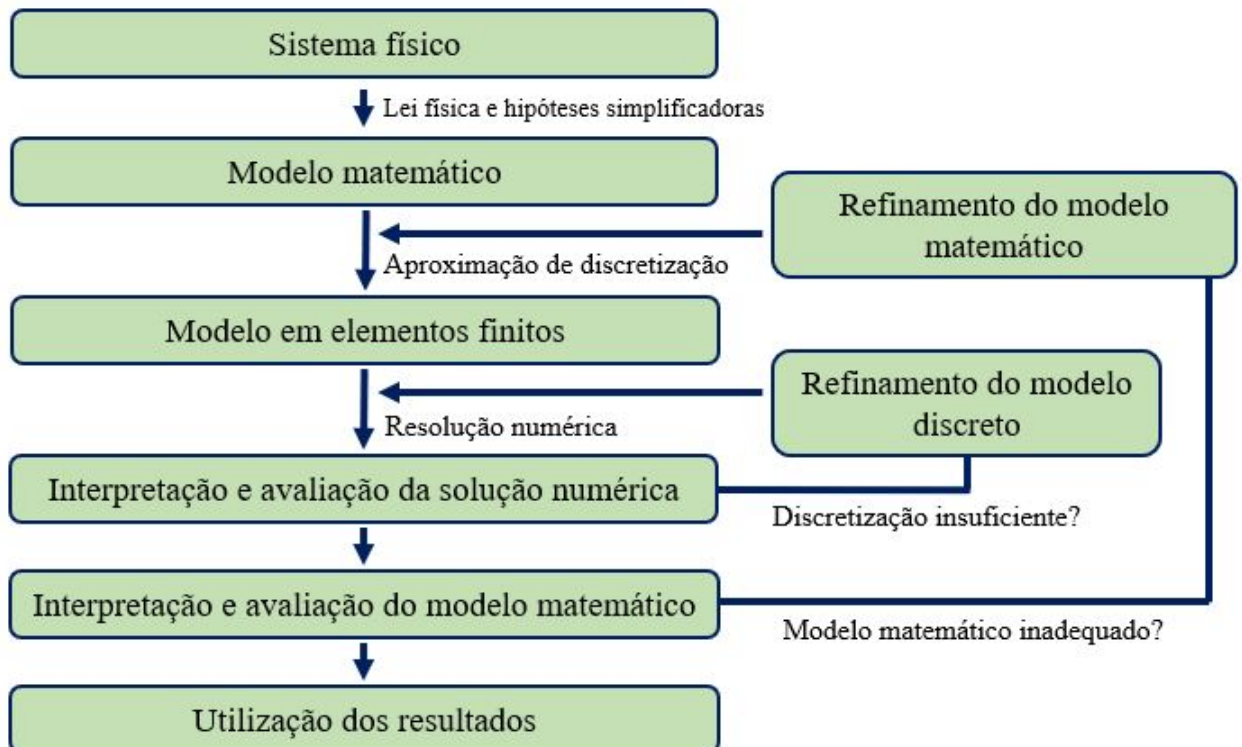 Sistema físico
Lei física e hipóteses simplificadoras
Modelo matemático
Refinamento do modelo
matemático
Aproximação de discretização
Modelo em elementos finitos
Refinamento do modelo
discreto
Resolução numérica
Interpretação e avaliação da solução numérica
Discretização insuficiente?
Interpretação e avaliação do modelo matemático
Modelo matemático inadequado?
Utilização dos resultados